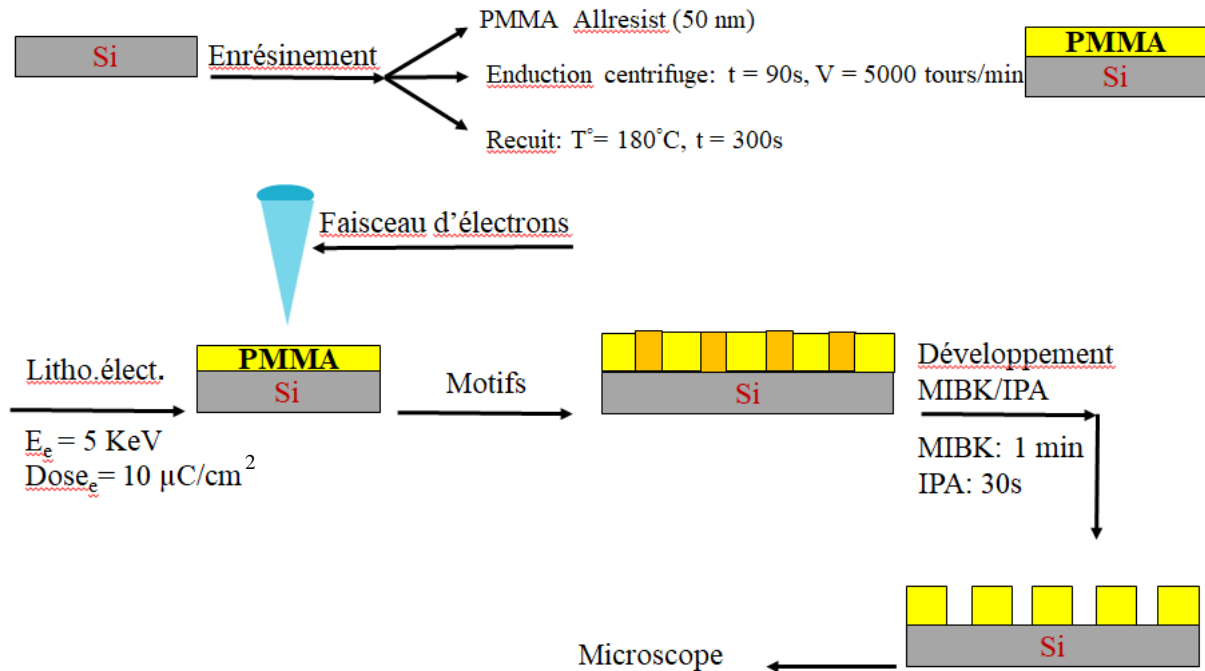 Si
Enrésinement
PMMA Allresist (50 nm)
Enduction centrifuge: t = 90s, V = 5000 tours/min
Recuit: T°= 180°C, t = 300s
PMMA
Si
Faisceau d'électrons
Litho.élect.
E_e = 5 KeV
Dose_e= 10 µC/cm²
PMMA
Si
Motifs
Si
Développement
MIBK/IPA
MIBK: 1 min
IPA: 30s
Si
Microscope